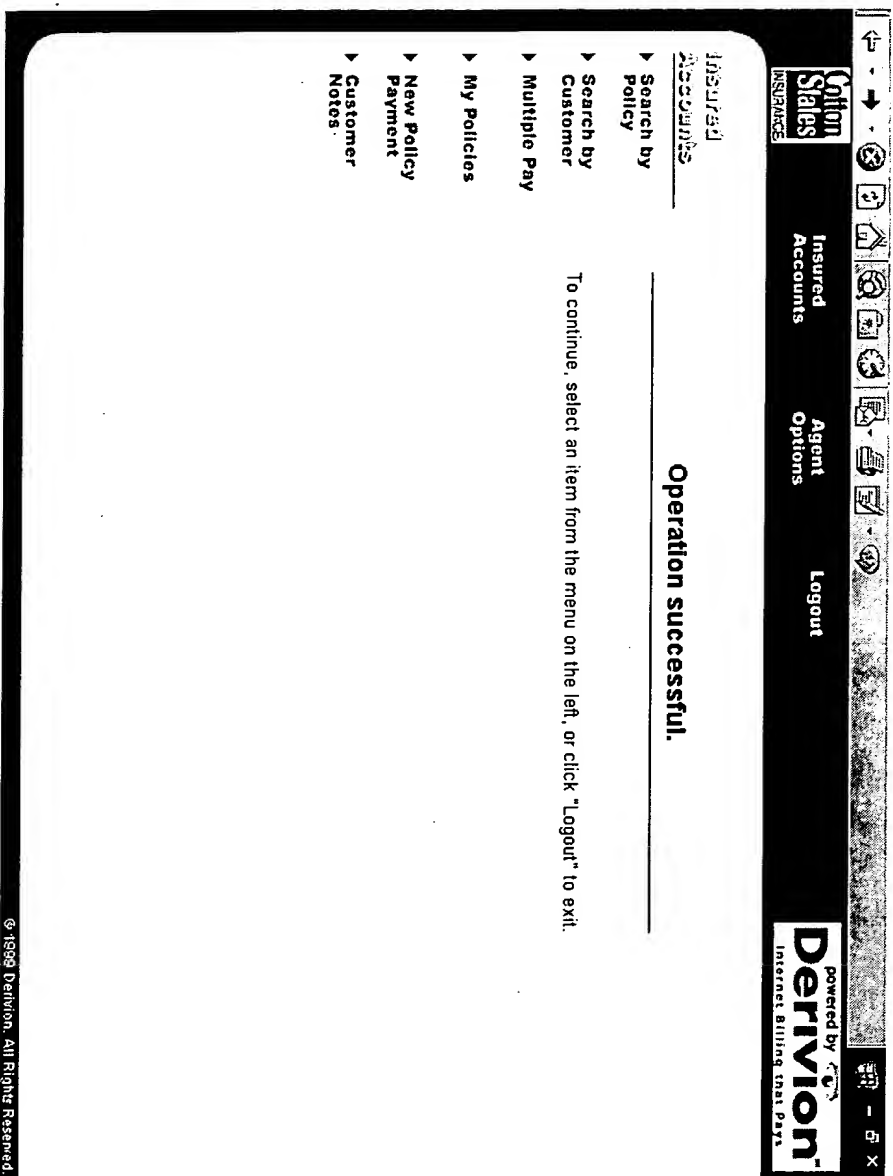 Cotton
States
INSURANCE
Insured
Accounts
Agent
Options
Logout
powered by
Derivion™
Internet Billing that Pays
Insured
Accounts
Search by
Policy
Search by
Customer
Multiple Pay
My Policies
New Policy
Payment
Customer
Notes
Operation successful.
To continue, select an item from the menu on the left, or click "Logout" to exit.
© 1999 Derivion. All Rights Reserved.